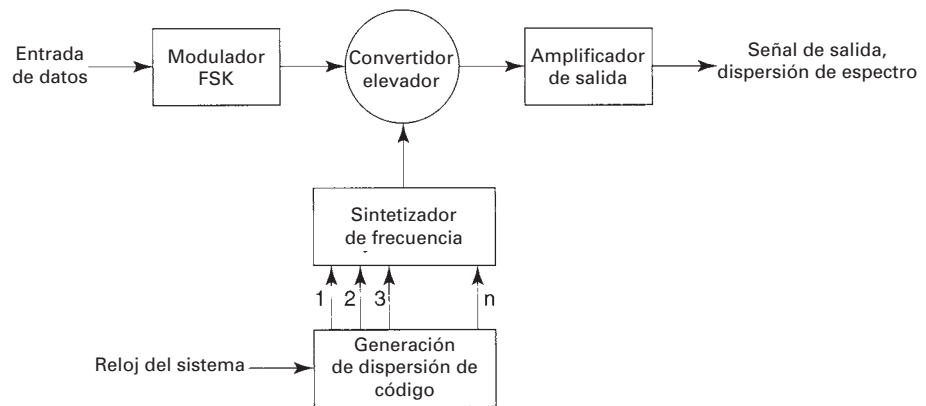 Entrada
de datos
Modulador
FSK
Convertidor
elevador
Amplificador
de salida
Señal de salida,
dispersión de espectro
Sintetizador
de frecuencia
1 2 3 n
Reloj del sistema
Generación
de dispersión de
código